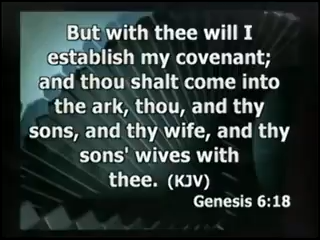 But with thee will I
establish my covenant;
and thou shalt come into
the ark, thou, and thy
sons, and thy wife, and thy
sons' wives with
thee. (KJV)
Genesis 6:18